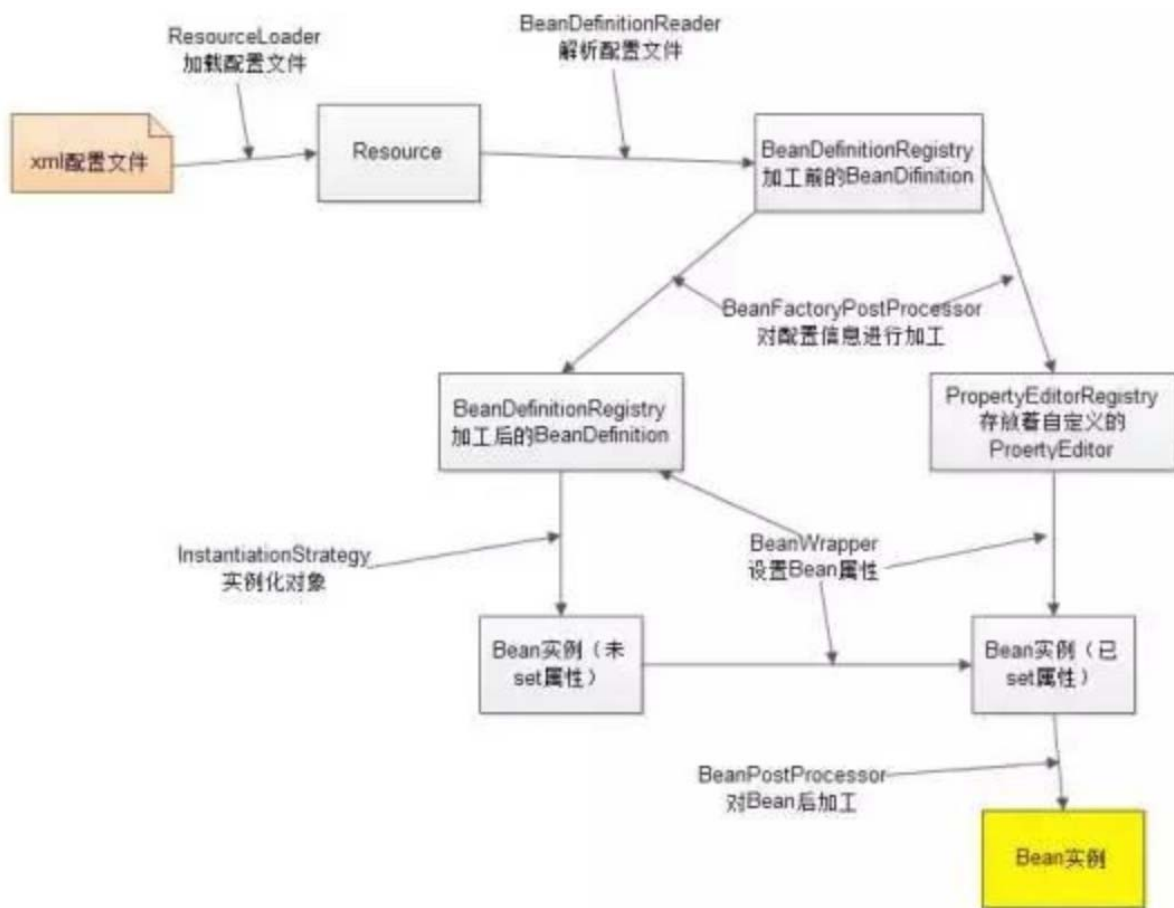 ResourceLoader
加载配置文件
BeanDefinitionReader
解析配置文件
xml配置文件
Resource
BeanDefinitionRegistry
加工前的BeanDifinition
BeanFactoryPostProcessor
对配置信息进行加工
BeanDefinitionRegistry
加工后的BeanDefinition
PropertyEditorRegistry
存放着自定义的
ProertyEditor
InstantiationStrategy
实例化对象
BeanWrapper
设置Bean属性
Bean实例（未
set属性）
Bean实例（已
set属性）
BeanPostProcessor
对Bean后加工
Bean实例